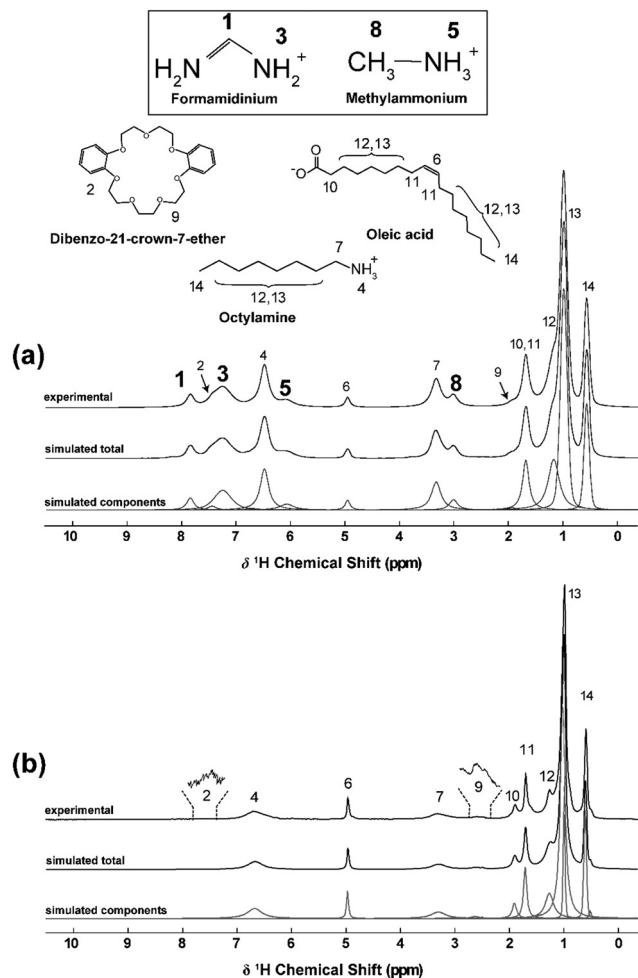 1
3
8
5
H2N
NH2+
CH3
NH3+
Formamidinium
Methylammonium
O
O
O
O
O
O
O
2
9
Dibenzo-21-crown-7-ether
O
-O
12,13
6
10
11
11
12,13
14
Oleic acid
7
NH3+
14
12,13
4
Octylamine
(a)
13
14
12
10,11
9
8
7
6
5
4
3
2
1
experimental
simulated total
simulated components
10 9 8 7 6 5 4 3 2 1 0
δ 1H Chemical Shift (ppm)
(b)
13
14
11
12
10
9
7
6
4
2
experimental
simulated total
simulated components
10 9 8 7 6 5 4 3 2 1 0
δ 1H Chemical Shift (ppm)